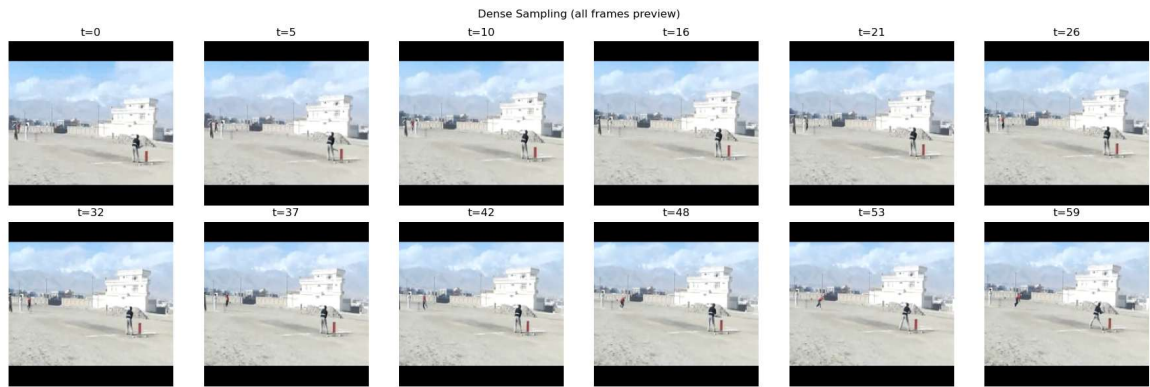 Dense Sampling (all frames preview)
t=0 t=5 t=10 t=16 t=21 t=26
t=32 t=37 t=42 t=48 t=53 t=59